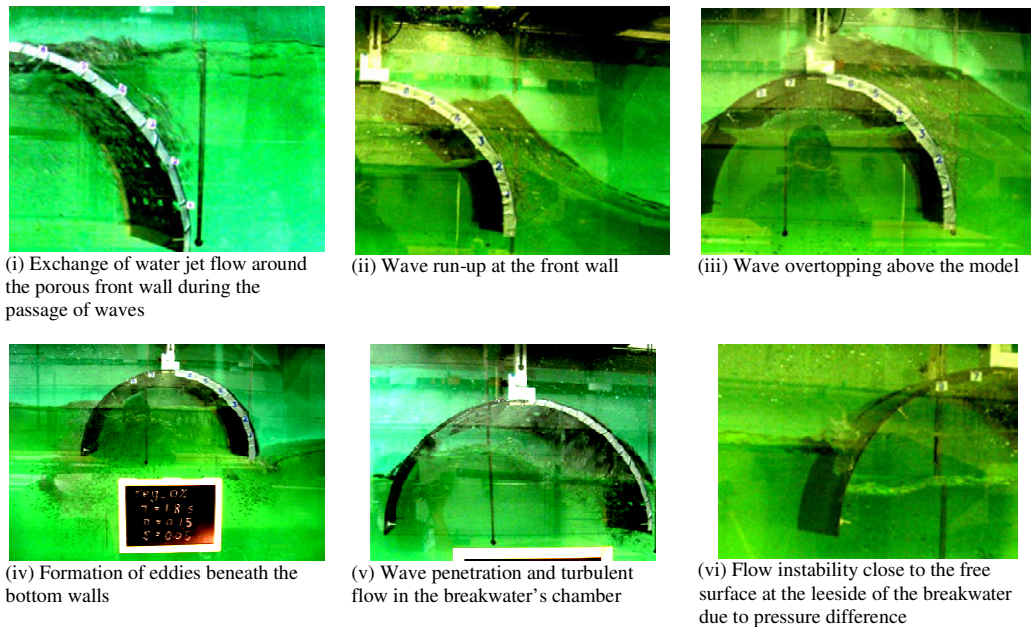 (i) Exchange of water jet flow around
the porous front wall during the
passage of waves
(ii) Wave run-up at the front wall
(iii) Wave overtopping above the model
(iv) Formation of eddies beneath the
bottom walls
(v) Wave penetration and turbulent
flow in the breakwater's chamber
(vi) Flow instability close to the free
surface at the leeside of the breakwater
due to pressure difference